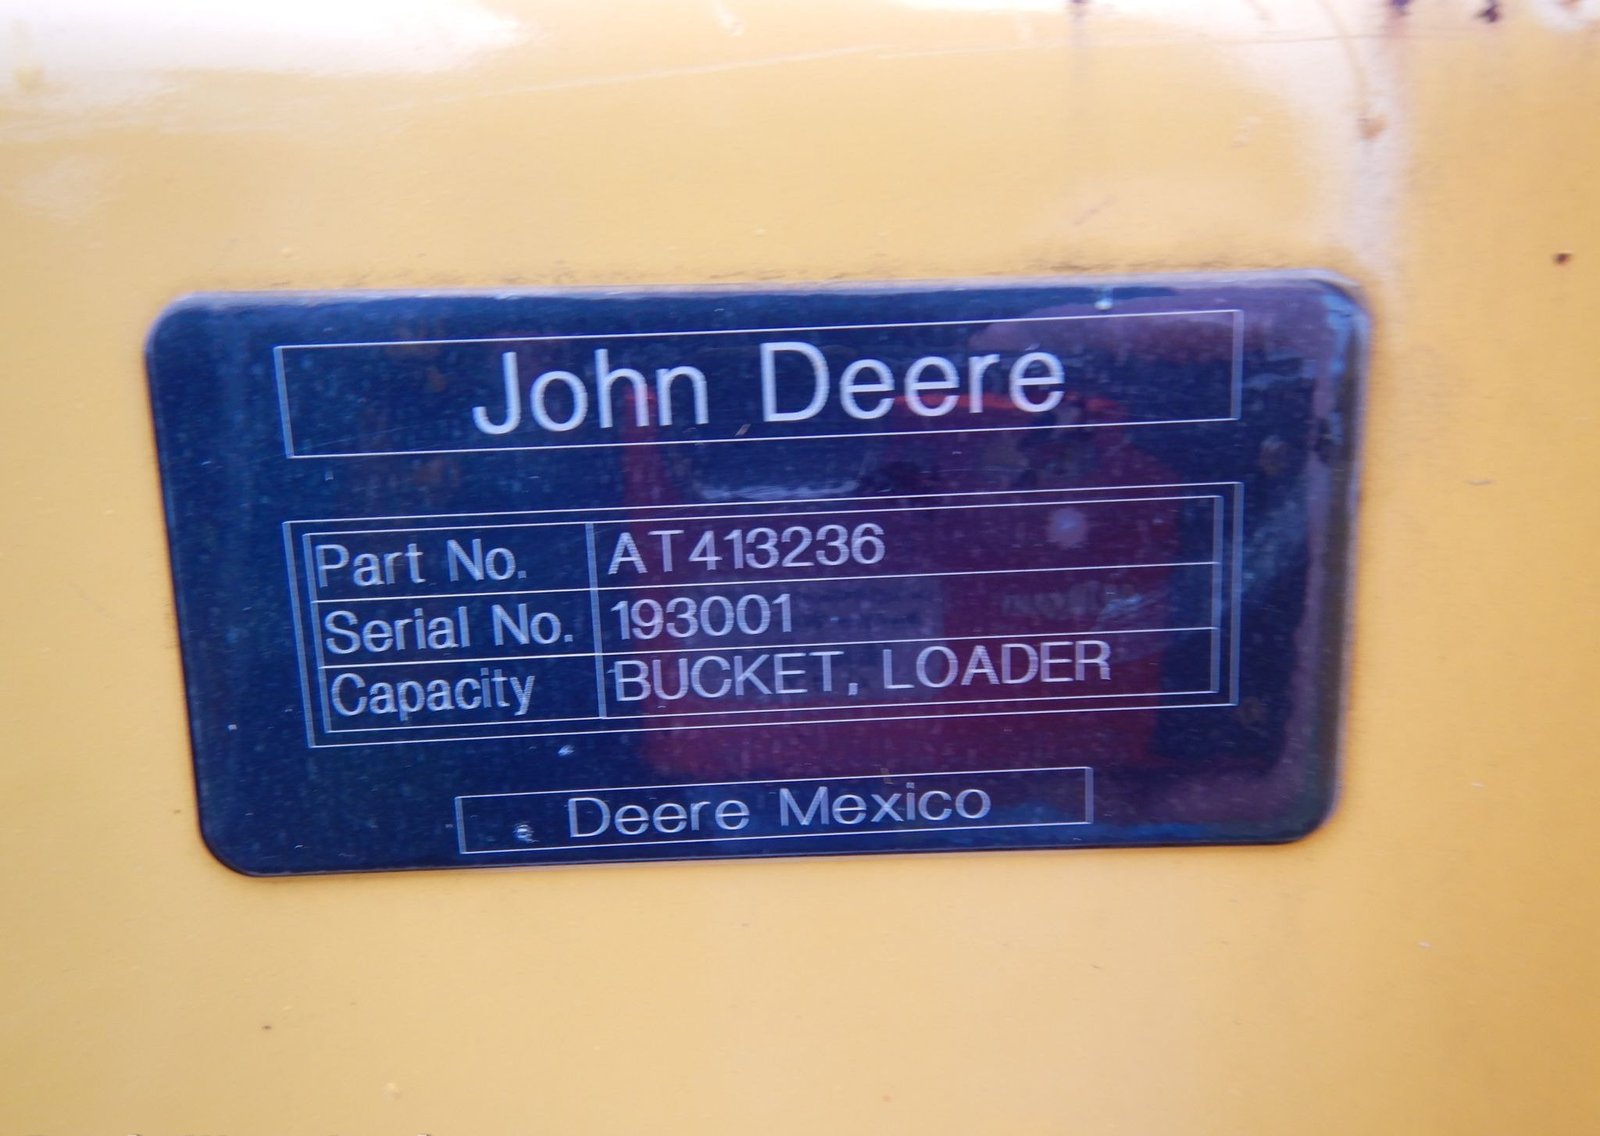 John Deere
Part No. AT413236
Serial No. 193001
Capacity BUCKET, LOADER
Deere Mexico